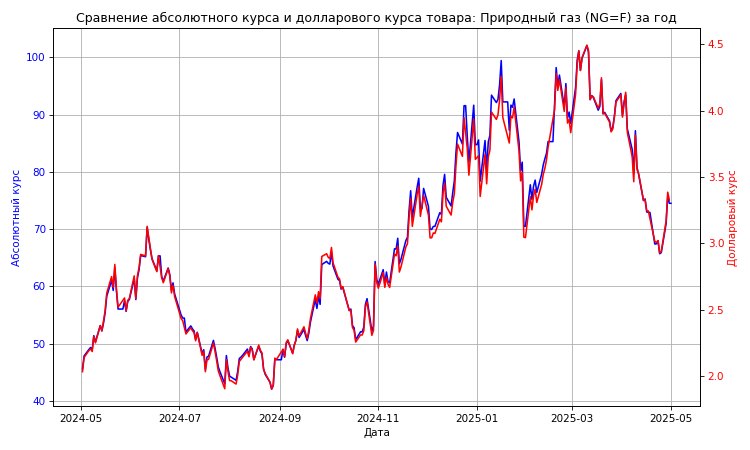 Сравнение абсолютного курса и долларового курса товара: Природный газ (NG=F) за год
Абсолютный курс
100
90
80
70
60
50
40
4.5
4.0
3.5
3.0
2.5
2.0
Долларовый курс
2024-05 2024-07 2024-09 2024-11 2025-01 2025-03 2025-05
Дата